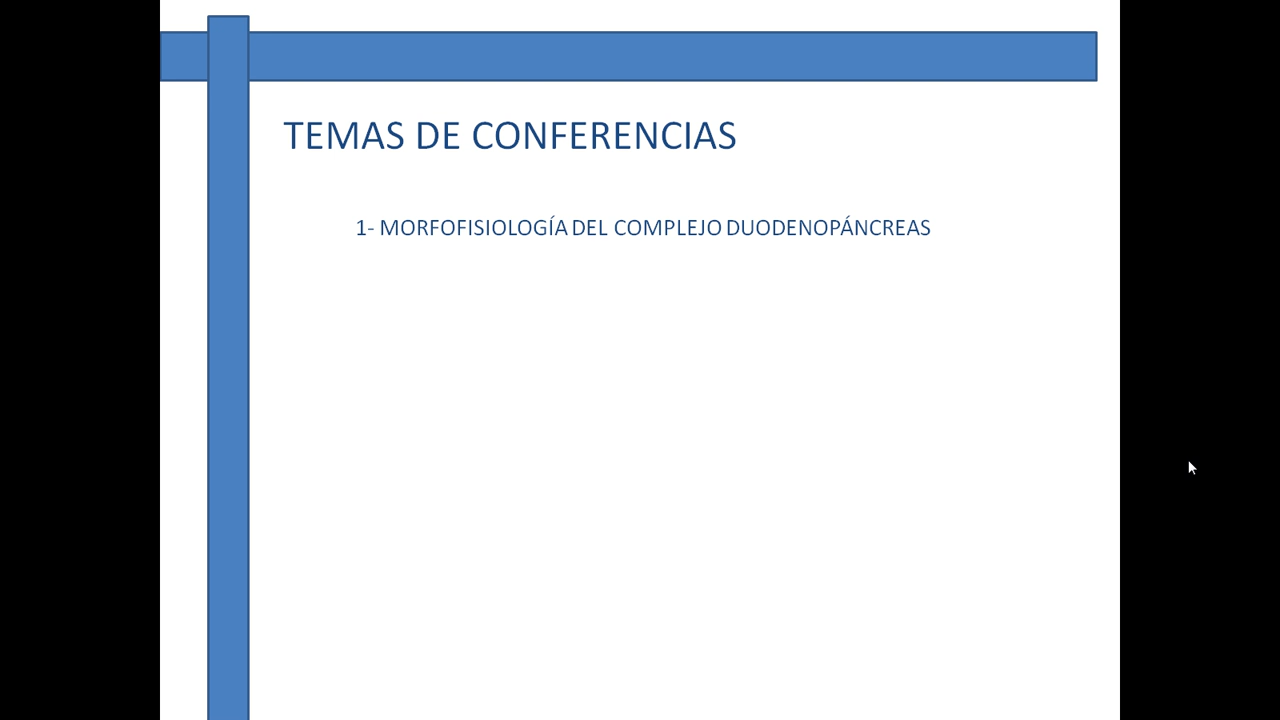 TEMAS DE CONFERENCIAS
1- MORFOFISIOLOGÍA DEL COMPLEJO DUODENOPÁNCREAS